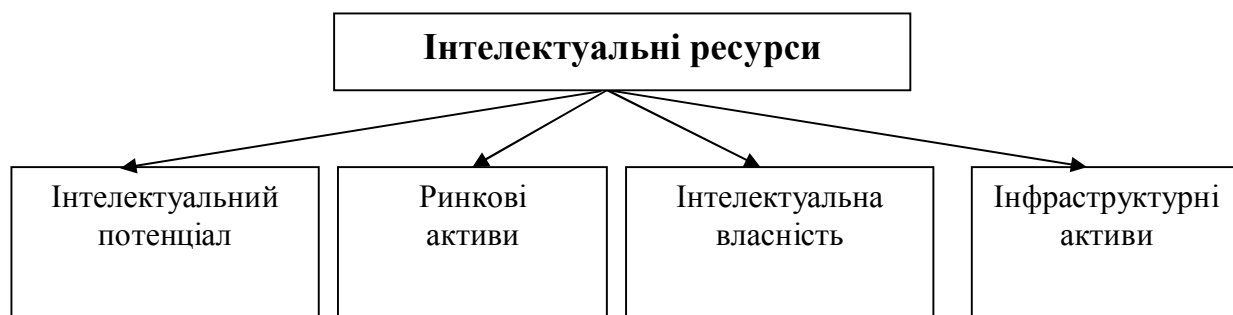 Інтелектуальні ресурси
Інтелектуальний
потенціал
Ринкові
активи
Інтелектуальна
власність
Інфраструктурні
активи